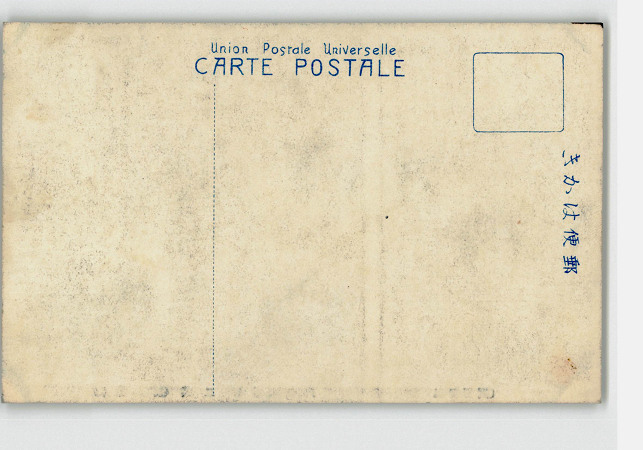 Union Postale Universelle
CARTE POSTALE
きかは便郵